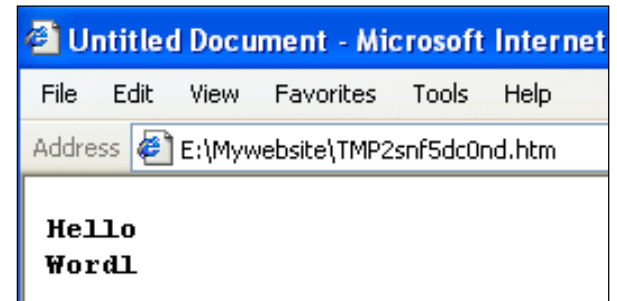 Untitled Document - Microsoft Internet
File Edit View Favorites Tools Help
Address E:\Mywebsite\TMP2snf5dc0nd.htm
Hello
Wordl